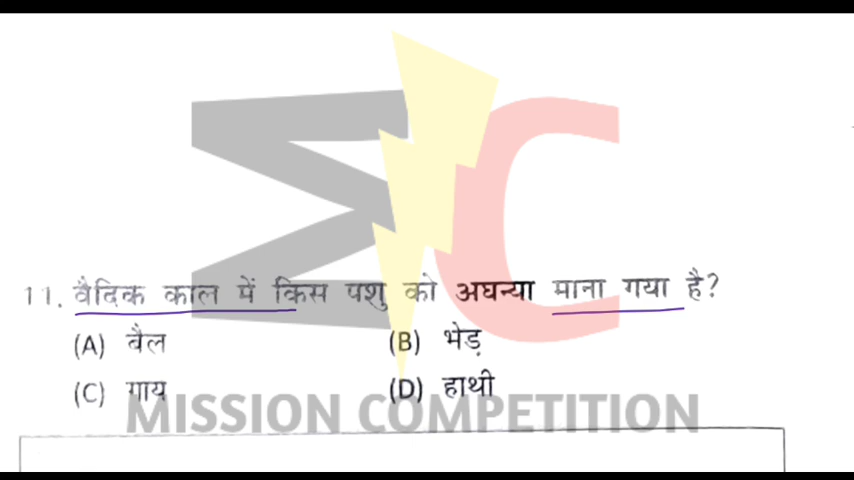 11. वैदिक काल में किस पशु को अघन्या माना गया है?
(A) बैल (B) भेड़
(C) गाय (D) हाथी
MISSION COMPETITION